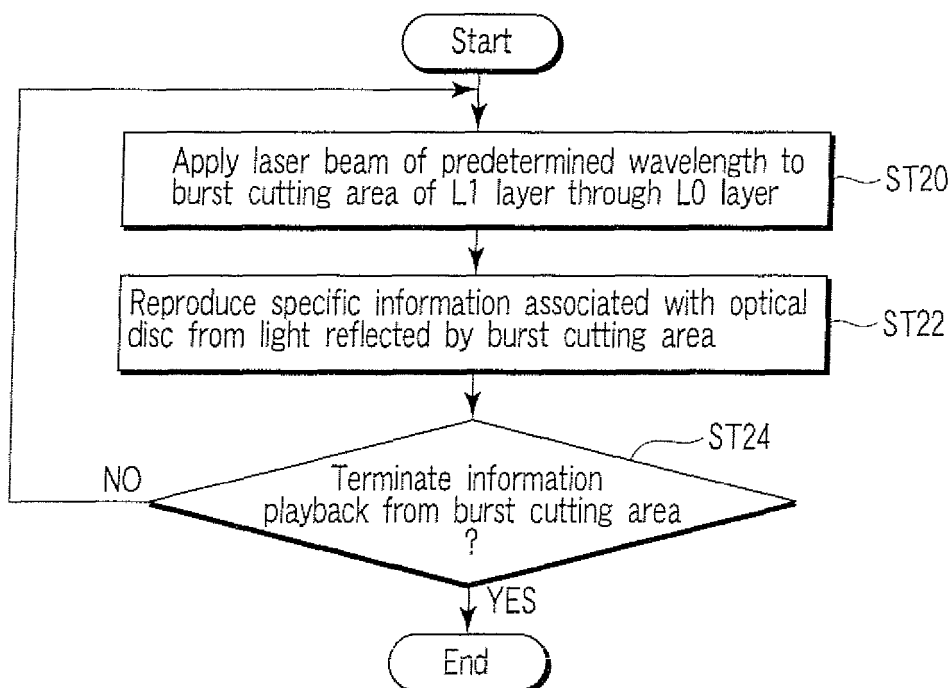 Start
Apply laser beam of predetermined wavelength to
burst cutting area of L1 layer through L0 layer
ST20
Reproduce specific information associated with optical
disc from light reflected by burst cutting area
ST22
ST24
NO
Terminate information
playback from burst cutting area
?
YES
End